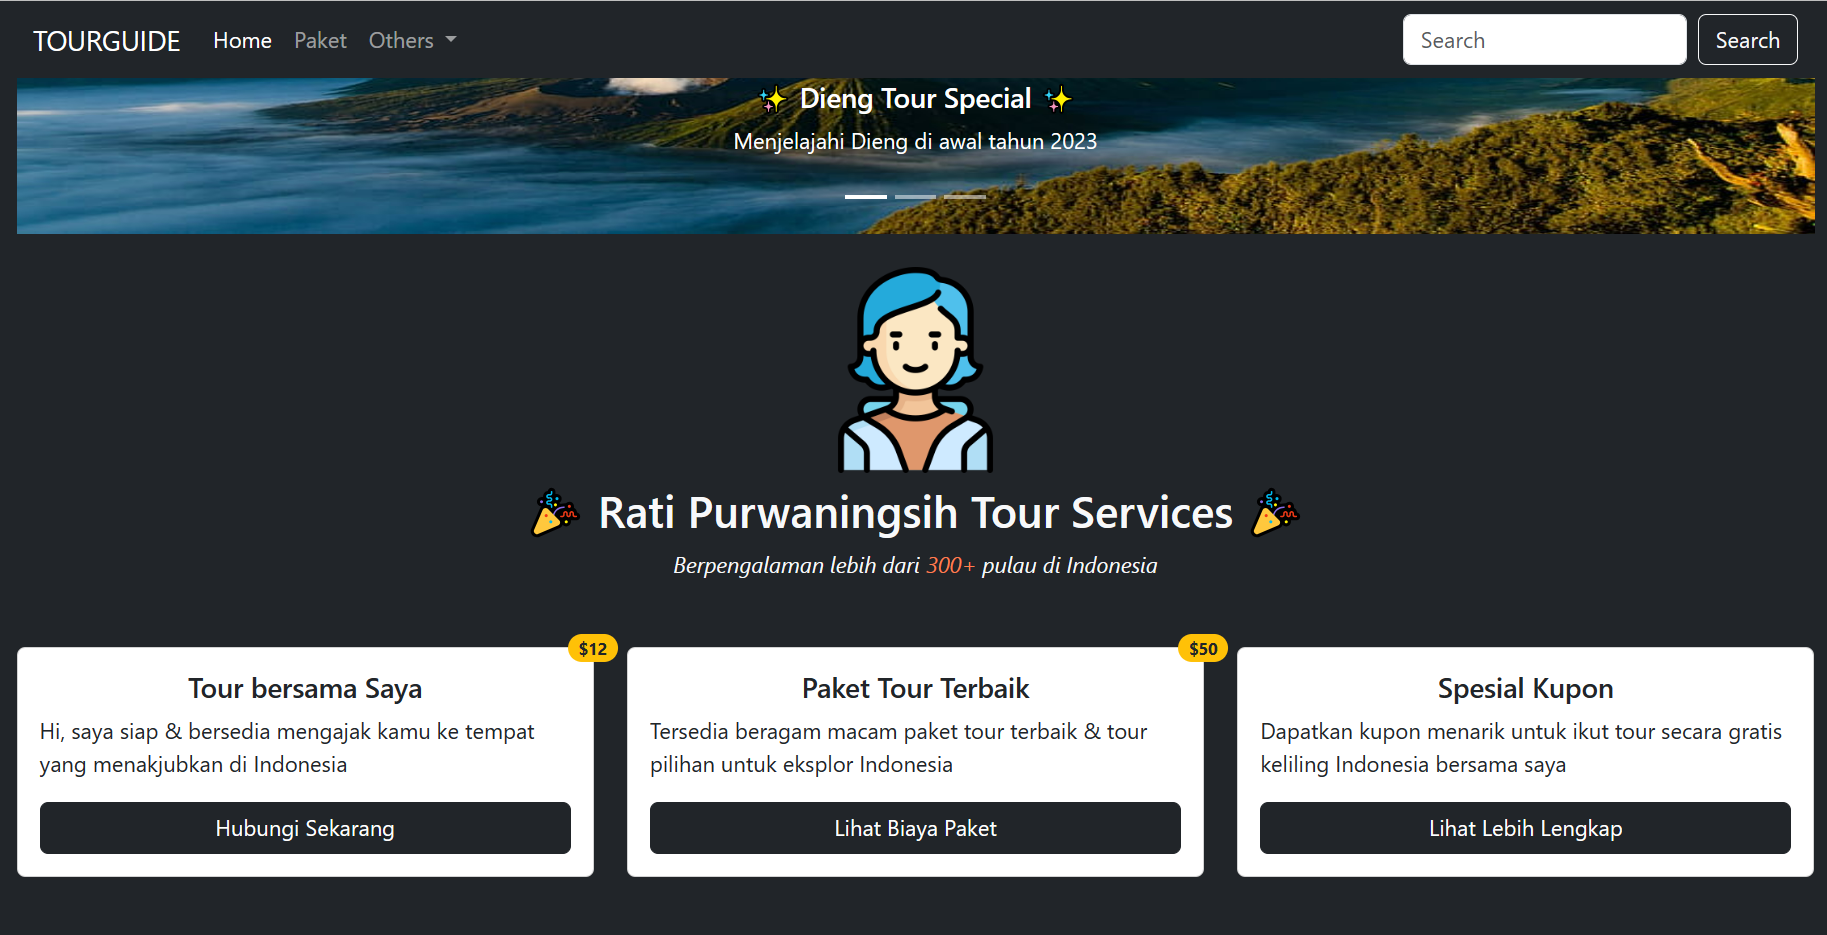 TOURGUIDE Home Paket Others Search Search
✨ Dieng Tour Special ✨
Menjelajahi Dieng di awal tahun 2023
🎉 Rati Purwaningsih Tour Services 🎉
Berpengalaman lebih dari 300+ pulau di Indonesia
$12
Tour bersama Saya
Hi, saya siap & bersedia mengajak kamu ke tempat
yang menakjubkan di Indonesia
Hubungi Sekarang
$50
Paket Tour Terbaik
Tersedia beragam macam paket tour terbaik & tour
pilihan untuk eksplor Indonesia
Lihat Biaya Paket
Spesial Kupon
Dapatkan kupon menarik untuk ikut tour secara gratis
keliling Indonesia bersama saya
Lihat Lebih Lengkap